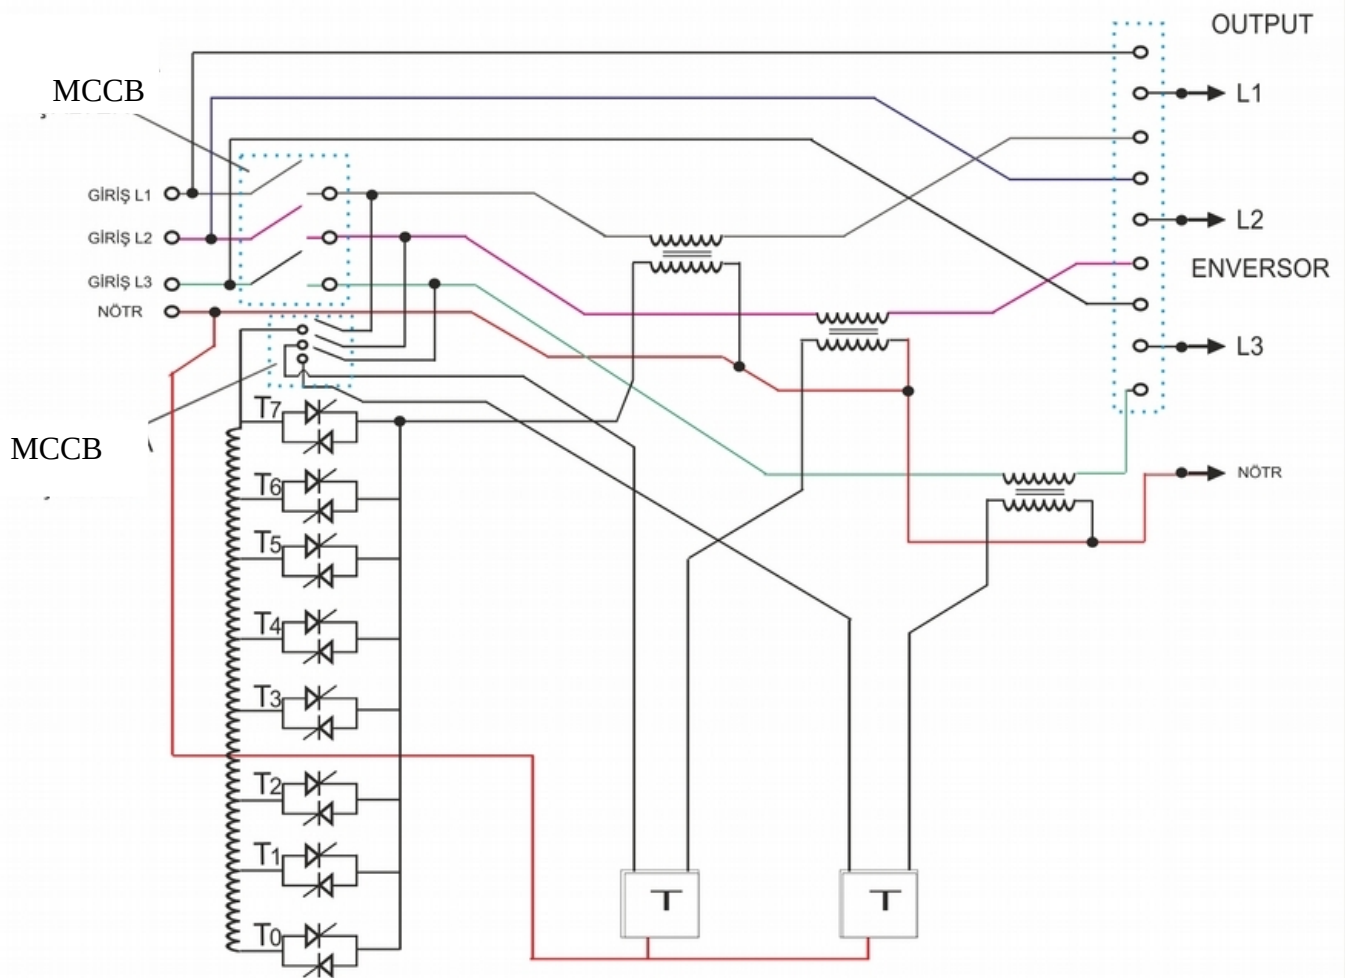 OUTPUT
MCCB
L1
GİRİŞ L1
GİRİŞ L2
L2
ENVERSOR
GİRİŞ L3
NÖTR
L3
T7
MCCB
NÖTR
T6
T5
T4
T3
T2
T1
T T
T0